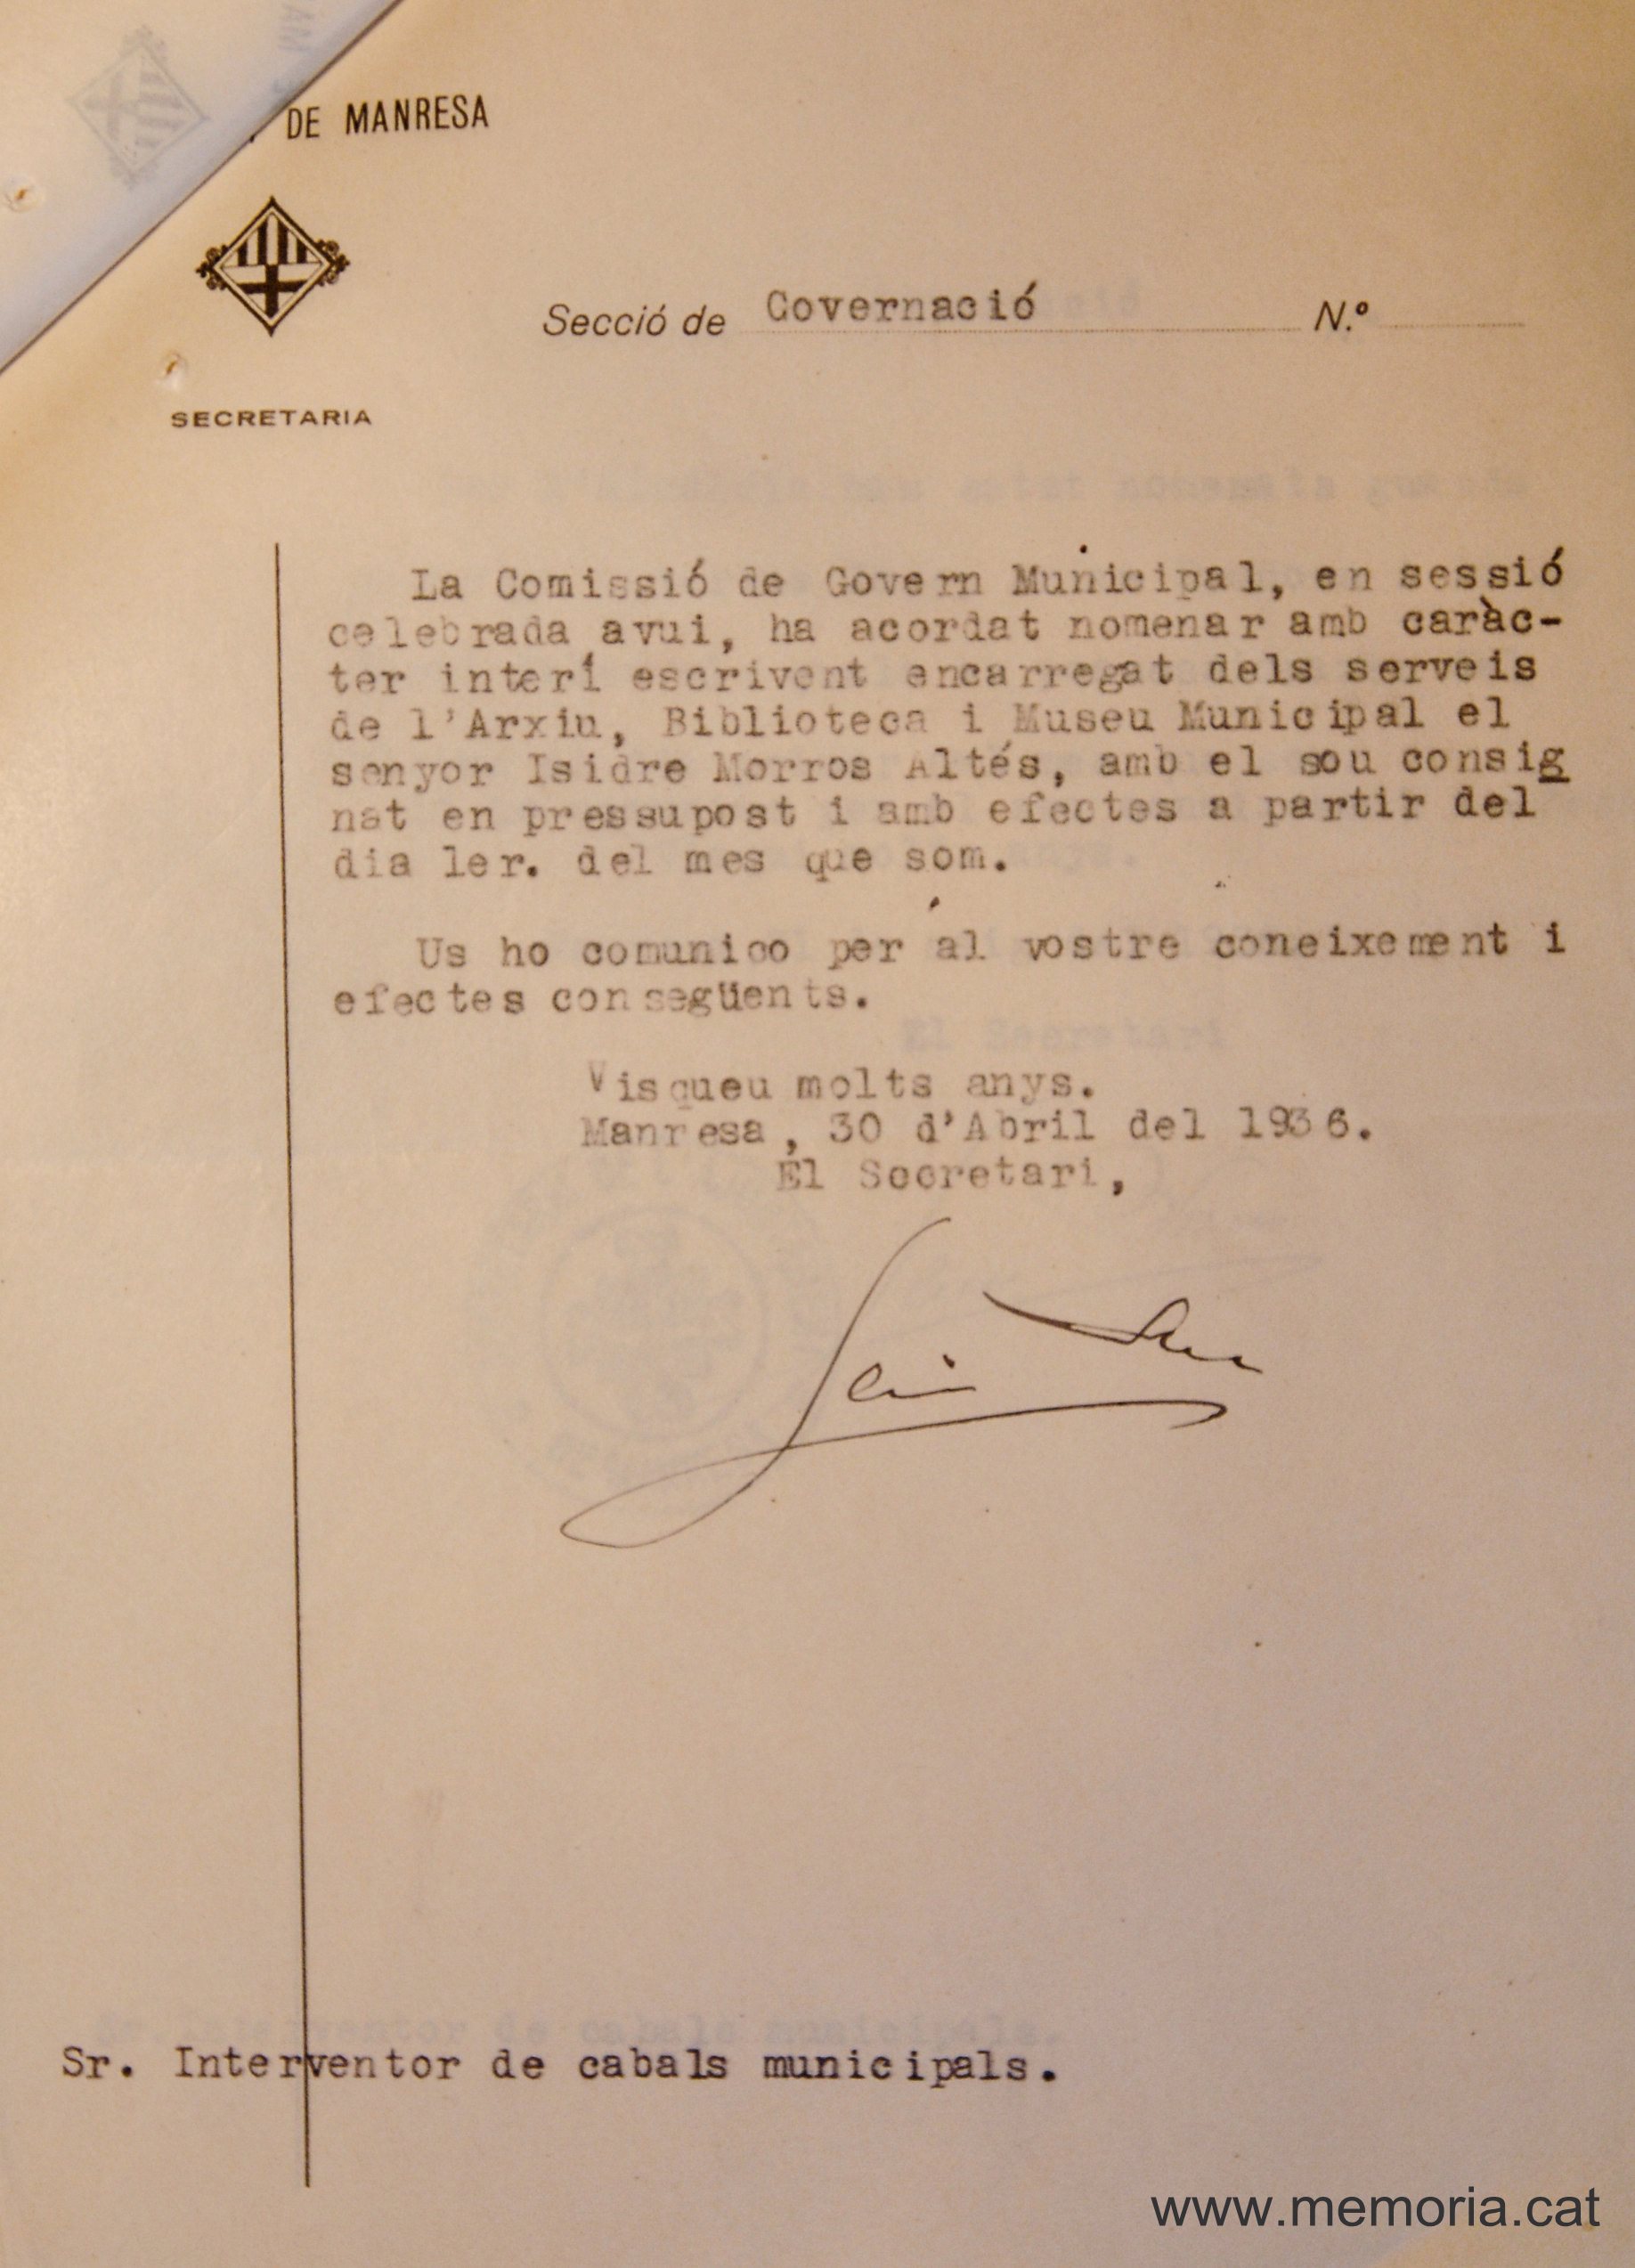 DE MANRESA
Secció de Governació N.º
SECRETARIA
La Comissió de Govern Municipal, en sessió
celebrada avui, ha acordat nomenar amb caràc-
ter interí escrivent encarregat dels serveis
de l'Arxiu, Biblioteca i Museu Municipal el
senyor Isidre Morros Altés, amb el sou consig
nat en pressupost i amb efectes a partir del
dia 1er. del mes que som.
Us ho comunico per al vostre coneixement i
efectes consegüents.
Visqueu molts anys.
Manresa, 30 d'Abril del 1936.
El Secretari,
Sr. Interventor de cabals municipals.
www.memoria.cat